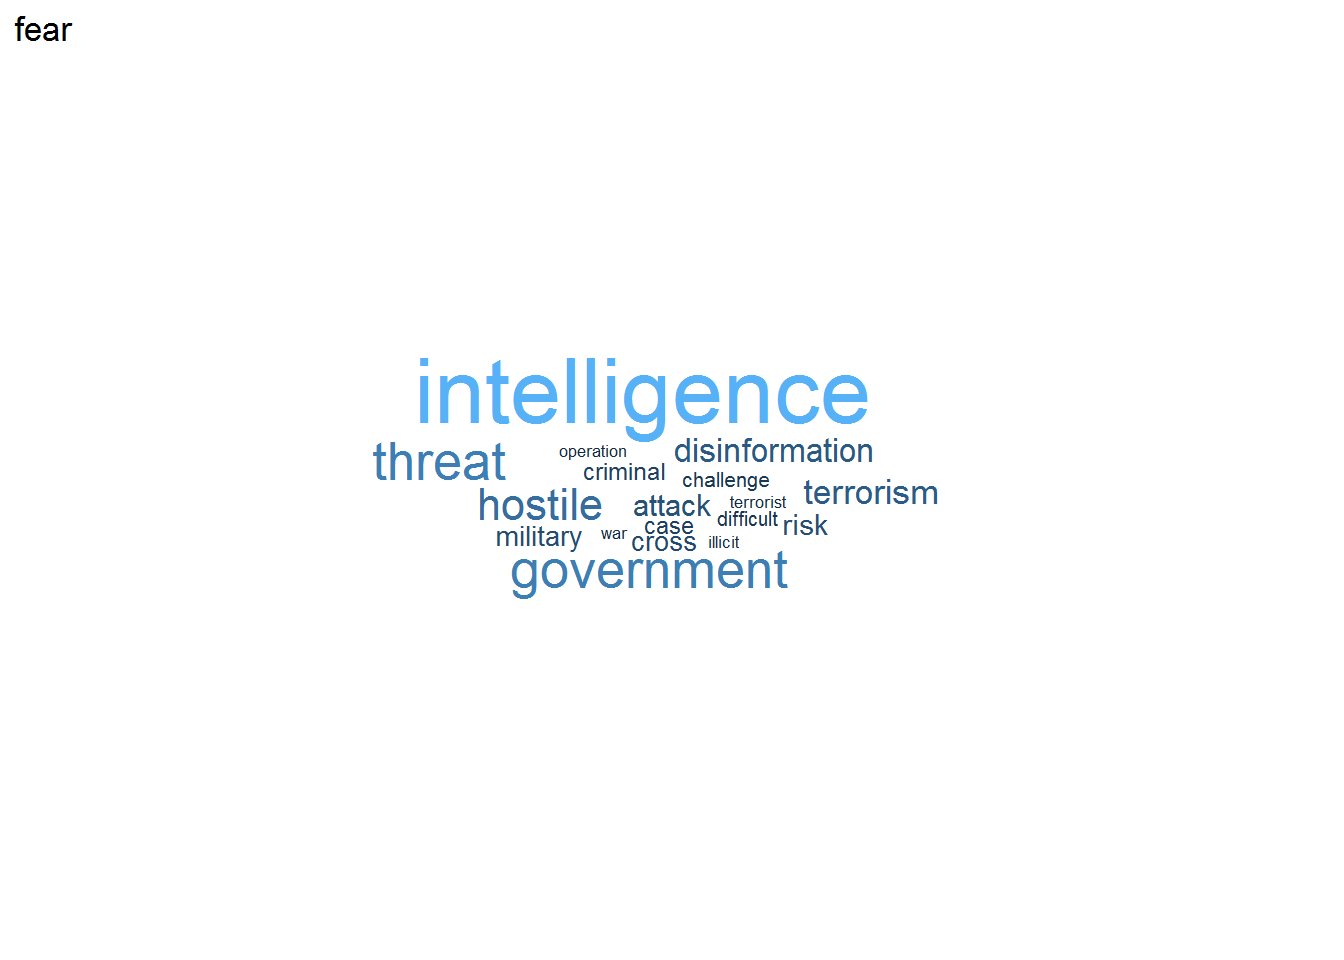 fear
intelligence
threat
operation
disinformation
criminal
challenge
terrorism
hostile
attack
terrorist
difficult
case
risk
military
war
cross
illicit
government